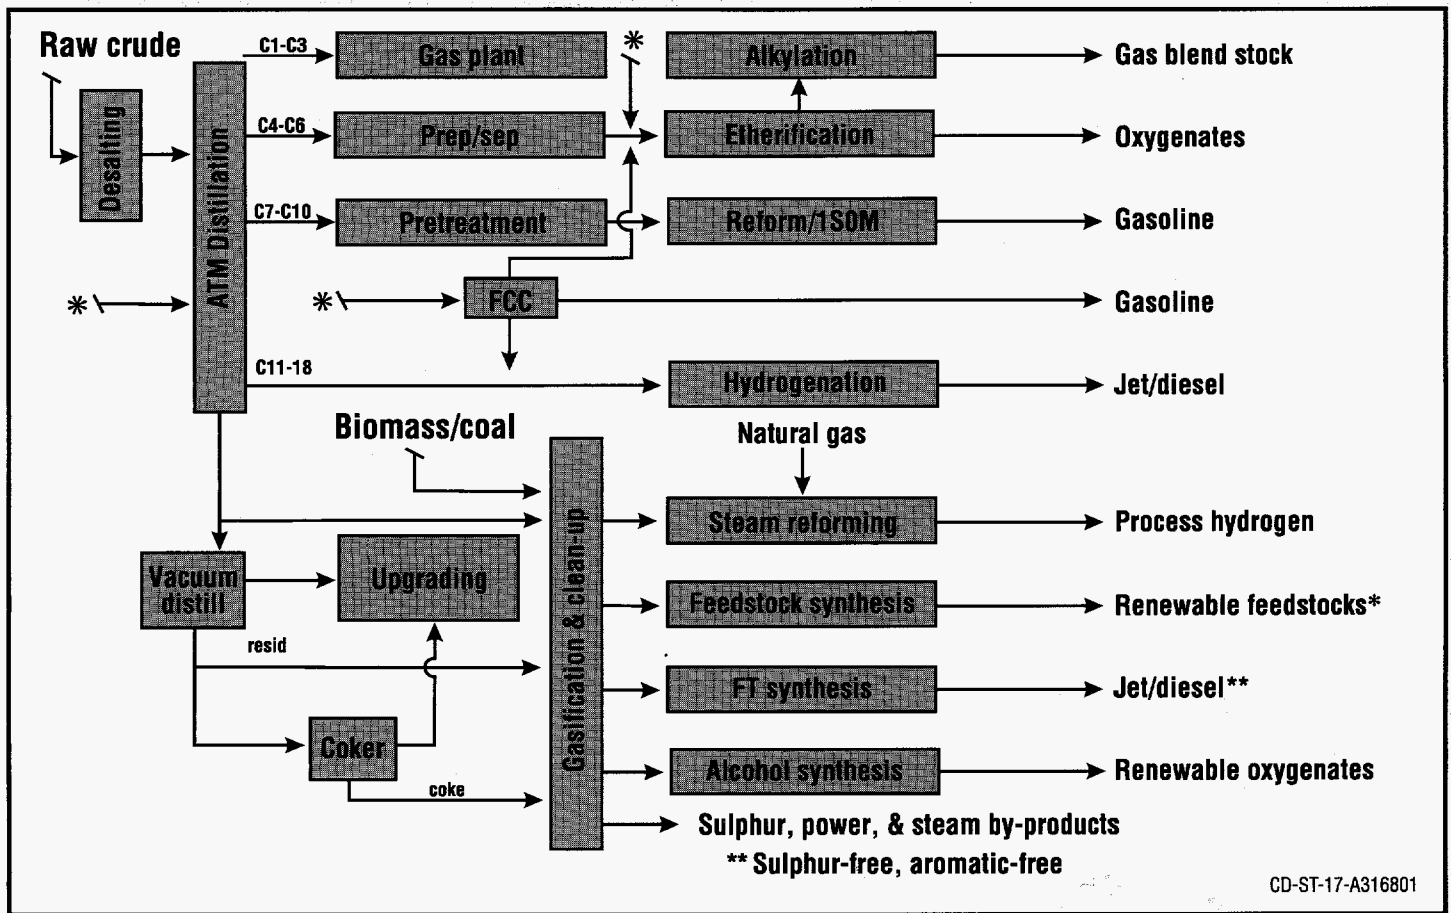 Raw crude
C1-C3
Gas plant
*
Alkylation
Gas blend stock
Desalting
ATM Distillation
C4-C6
Prep/sep
Etherification
Oxygenates
C7-C10
Pretreatment
Reform/1SOM
Gasoline
*
*
FCC
Gasoline
C11-18
Hydrogenation
Jet/diesel
Biomass/coal
Natural gas
Gasification & clean-up
Steam reforming
Process hydrogen
Vacuum
distill
Upgrading
Feedstock synthesis
Renewable feedstocks*
resid
FT synthesis
Jet/diesel**
Coker
Alcohol synthesis
Renewable oxygenates
coke
Sulphur, power, & steam by-products
** Sulphur-free, aromatic-free
CD-ST-17-A316801